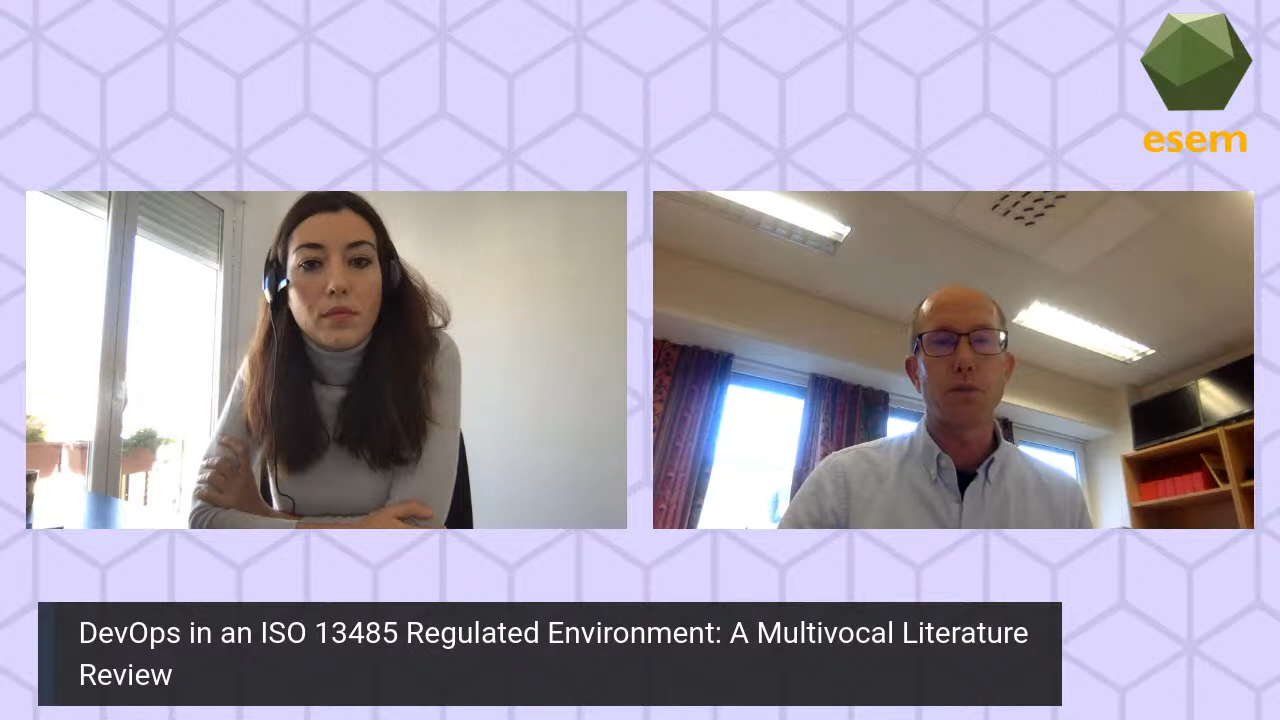 esem
DevOps in an ISO 13485 Regulated Environment: A Multivocal Literature
Review